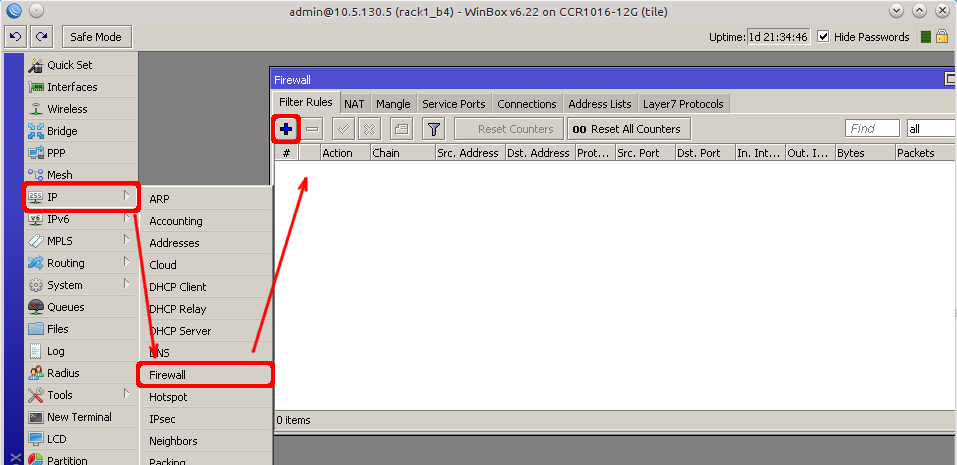 admin@10.5.130.5 (rack1_b4) - WinBox v6.22 on CCR1016-12G (tile)
Safe Mode Uptime: 1d 21:34:46 Hide Passwords
Quick Set
Interfaces
Wireless
Bridge
PPP
Mesh
IP
IPv6
MPLS
Routing
System
Queues
Files
Log
Radius
Tools
New Terminal
LCD
Partition
ARP
Accounting
Addresses
Cloud
DHCP Client
DHCP Relay
DHCP Server
DNS
Firewall
Hotspot
IPsec
Neighbors
Packing
Firewall
Filter Rules NAT Mangle Service Ports Connections Address Lists Layer7 Protocols
Reset Counters 00 Reset All Counters Find all
# Action Chain Src. Address Dst. Address Prot... Src. Port Dst. Port In. Int... Out. I... Bytes Packets
0 items